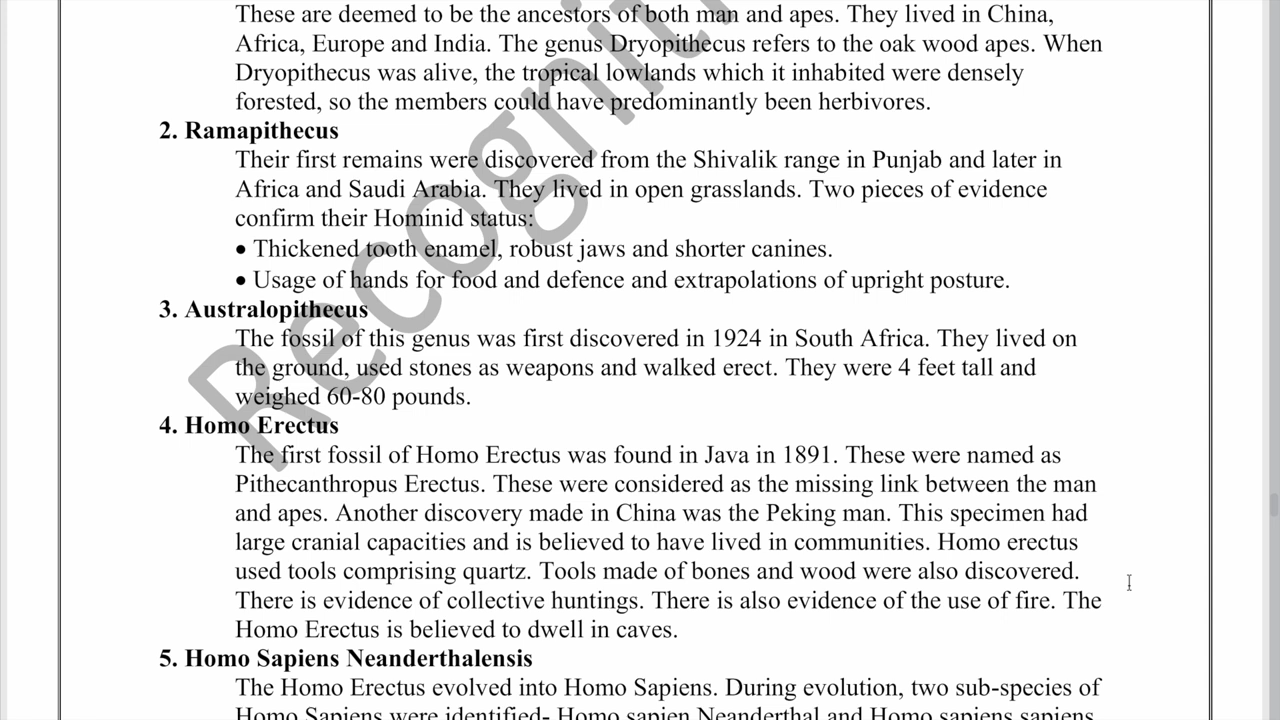 These are deemed to be the ancestors of both man and apes. They lived in China,
Africa, Europe and India. The genus Dryopithecus refers to the oak wood apes. When
Dryopithecus was alive, the tropical lowlands which it inhabited were densely
forested, so the members could have predominantly been herbivores.
2. Ramapithecus
Their first remains were discovered from the Shivalik range in Punjab and later in
Africa and Saudi Arabia. They lived in open grasslands. Two pieces of evidence
confirm their Hominid status:
• Thickened tooth enamel, robust jaws and shorter canines.
• Usage of hands for food and defence and extrapolations of upright posture.
3. Australopithecus
The fossil of this genus was first discovered in 1924 in South Africa. They lived on
the ground, used stones as weapons and walked erect. They were 4 feet tall and
weighed 60-80 pounds.
4. Homo Erectus
The first fossil of Homo Erectus was found in Java in 1891. These were named as
Pithecanthropus Erectus. These were considered as the missing link between the man
and apes. Another discovery made in China was the Peking man. This specimen had
large cranial capacities and is believed to have lived in communities. Homo erectus
used tools comprising quartz. Tools made of bones and wood were also discovered.
There is evidence of collective huntings. There is also evidence of the use of fire. The
Homo Erectus is believed to dwell in caves.
5. Homo Sapiens Neanderthalensis
The Homo Erectus evolved into Homo Sapiens. During evolution, two sub-species of
Homo Sapiens were identified- Homo sapien Neanderthal and Homo sapiens sapiens
Recogniti